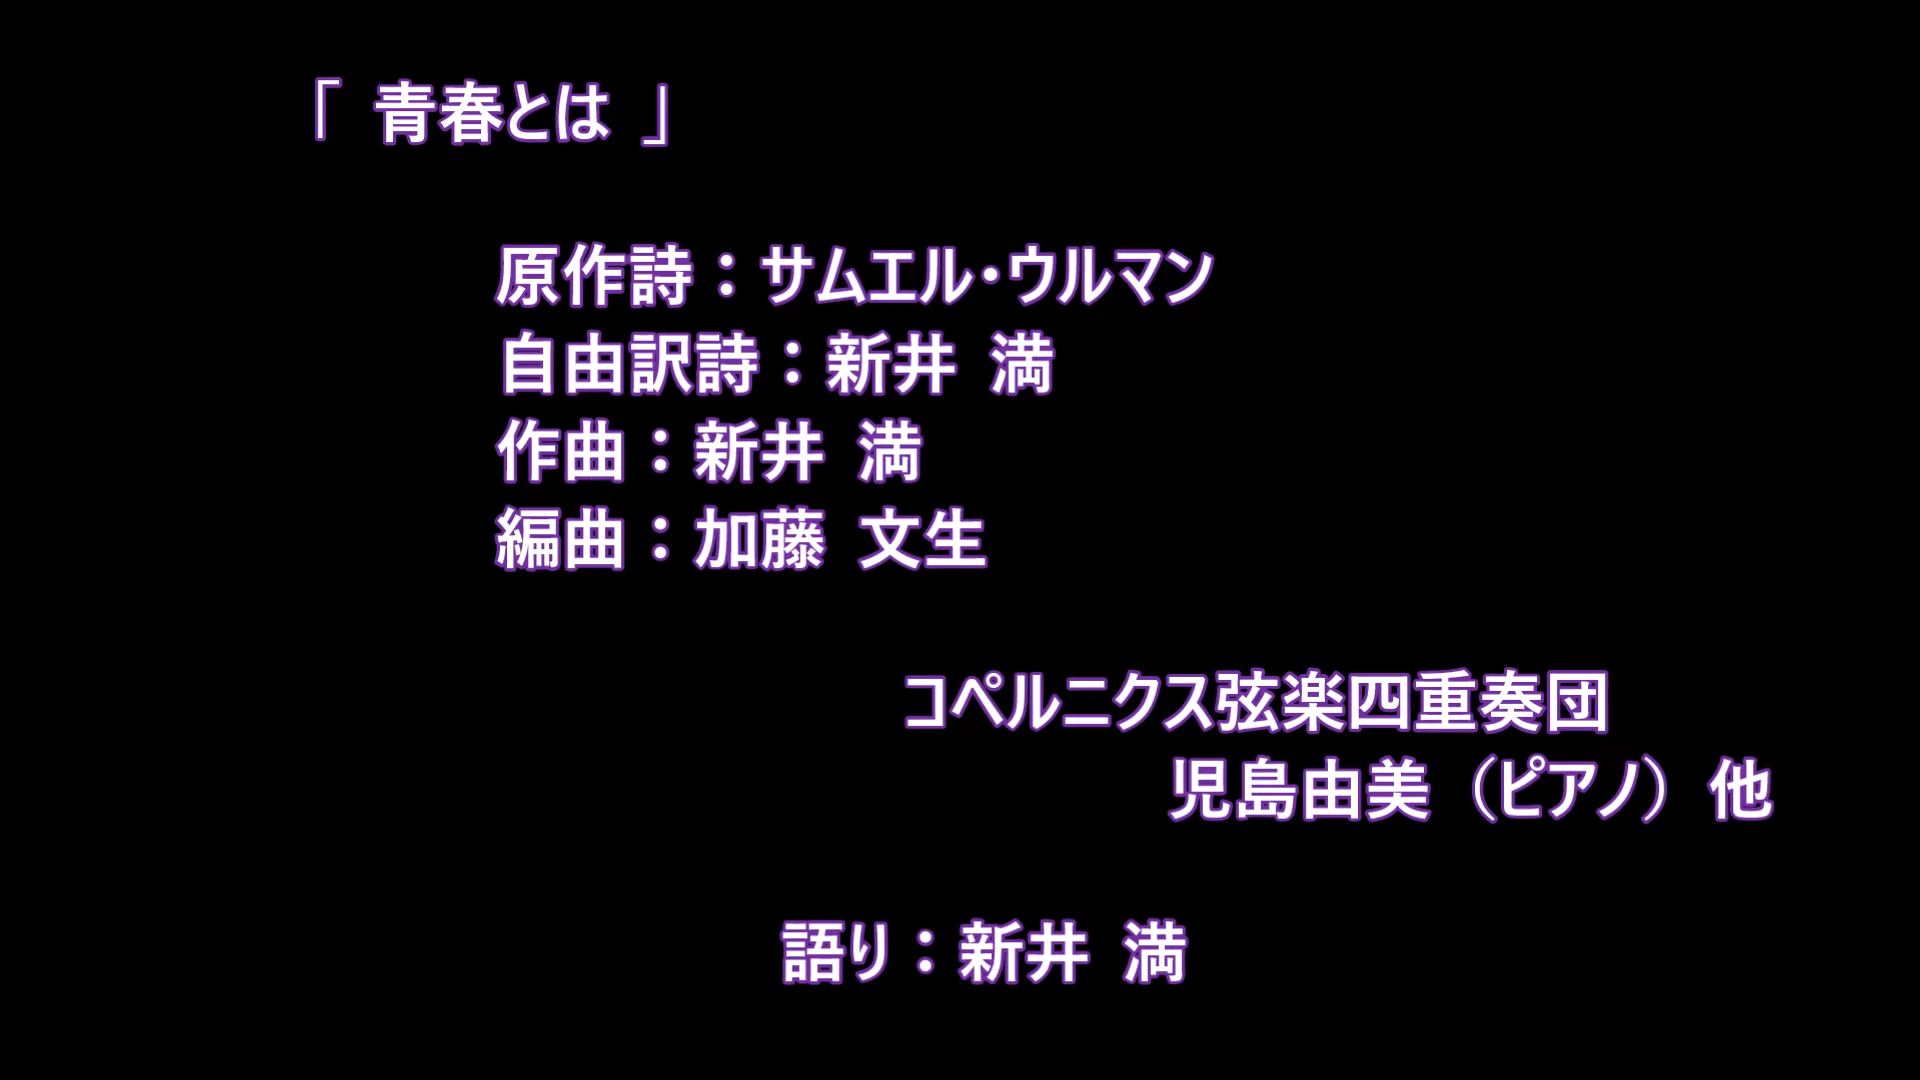 「 青春とは 」
原作詩：サムエル・ウルマン
自由訳詩：新井 満
作曲：新井 満
編曲：加藤 文生
コペルニクス弦楽四重奏団
児島由美（ピアノ） 他
語り：新井 満